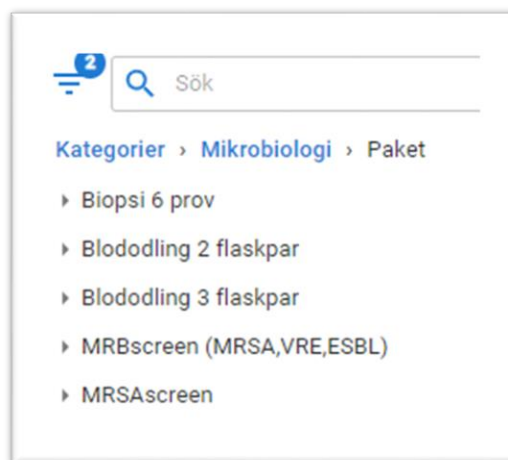 2
Sök
Kategorier › Mikrobiologi › Paket
Biopsi 6 prov
Blododling 2 flaskpar
Blododling 3 flaskpar
MRBscreen (MRSA,VRE,ESBL)
MRSAscreen